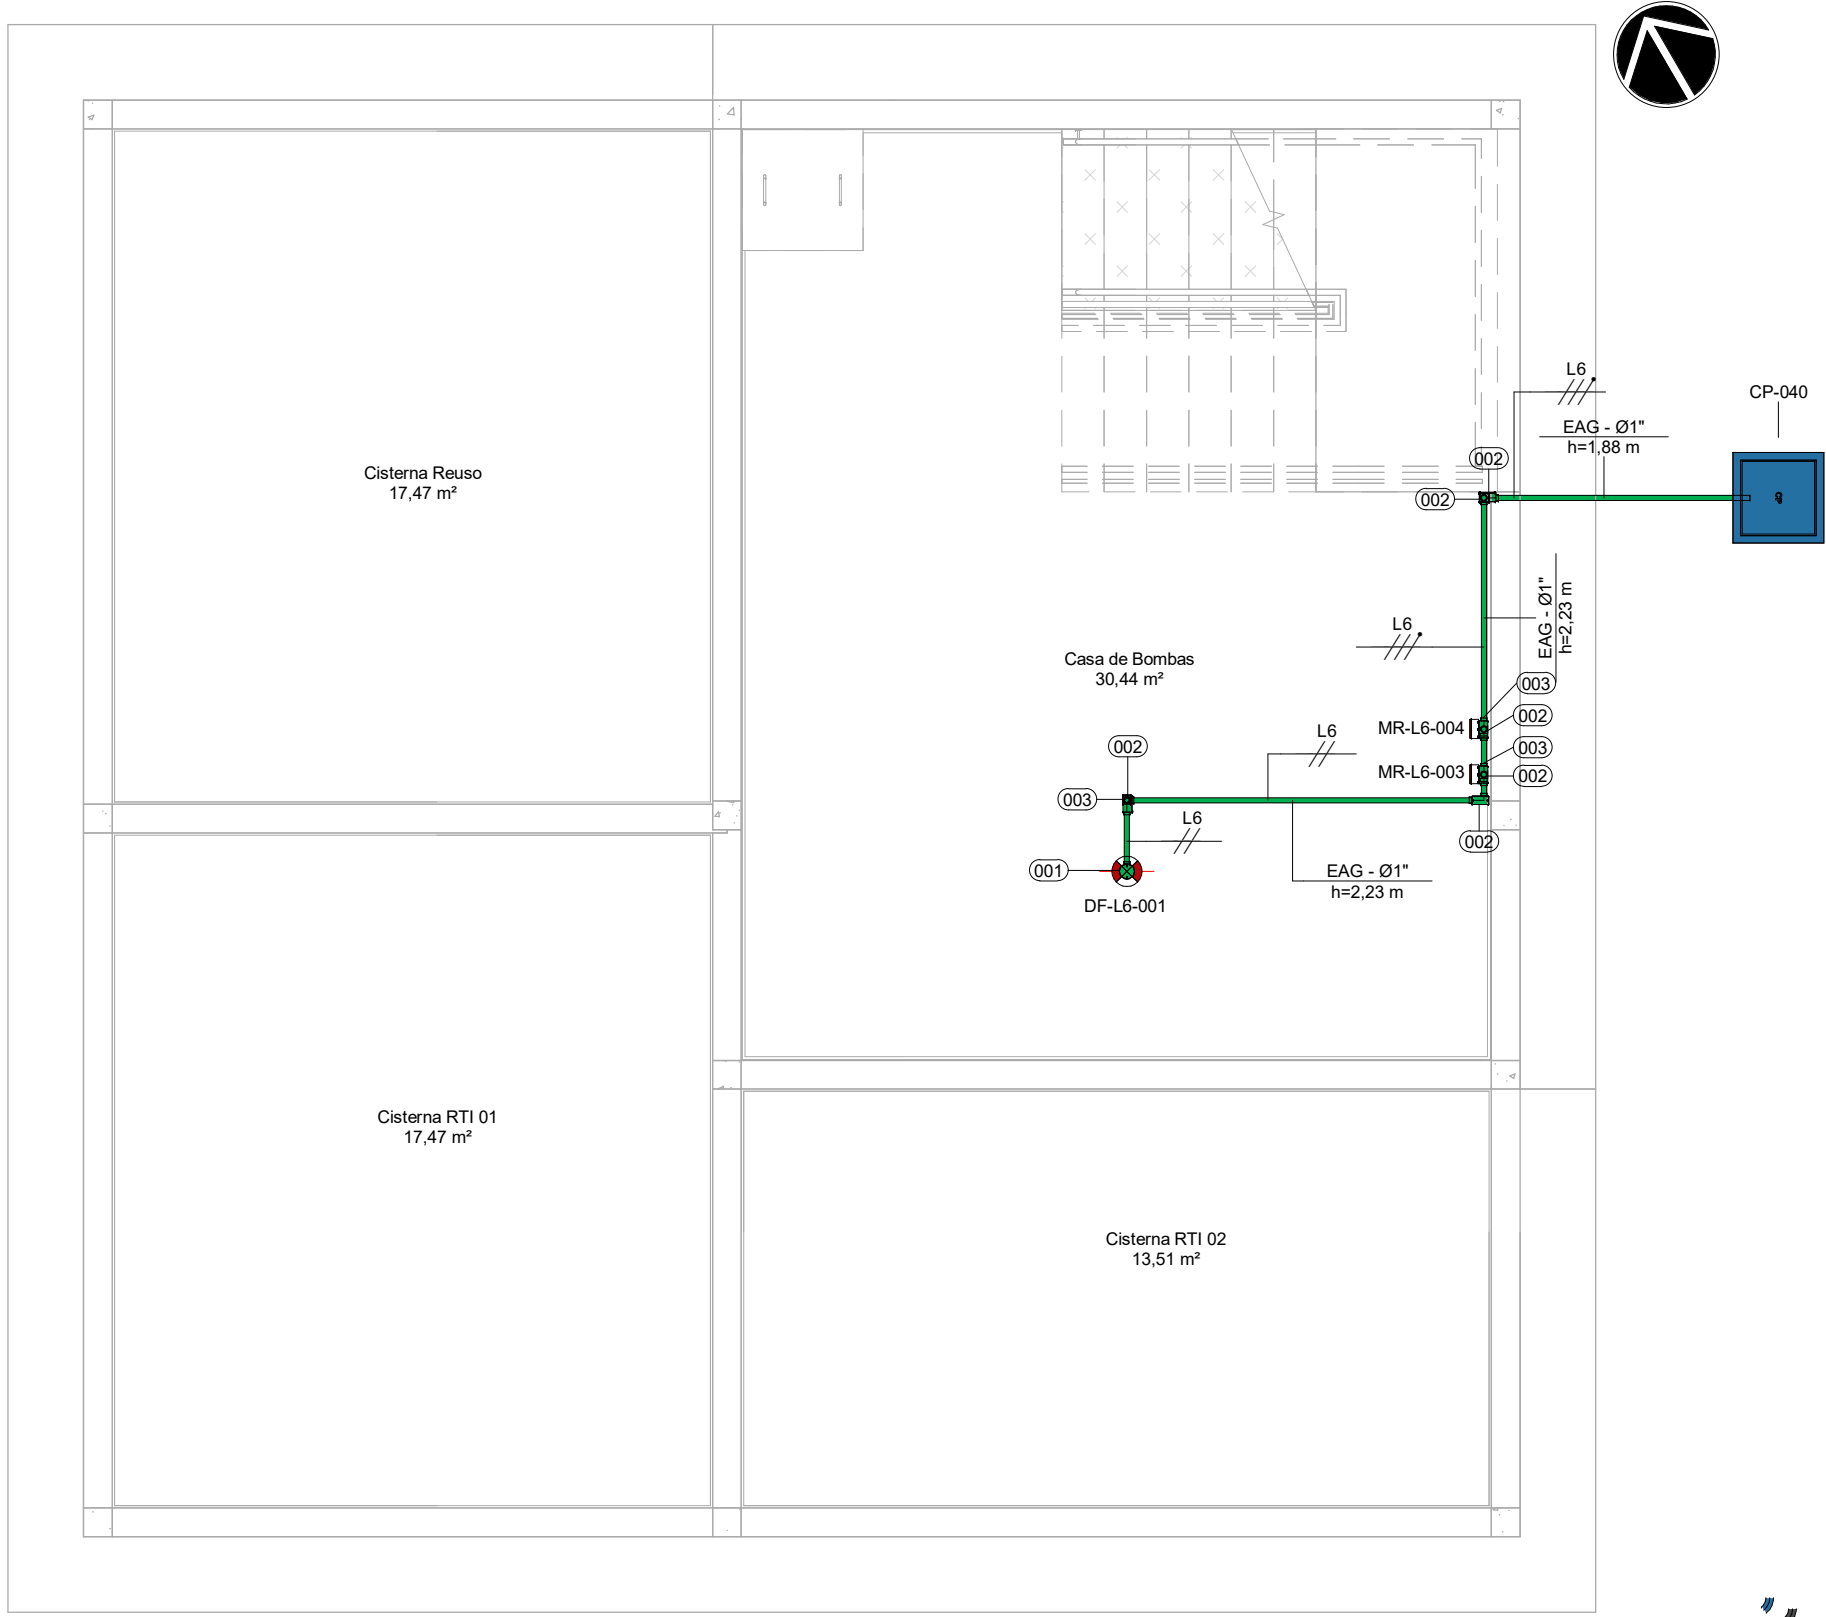 L6
CP-040
EAG - Ø1"
h=1,88 m
002
002
Cisterna Reuso
17,47 m²
EAG - Ø1"
h=2,23 m
L6
Casa de Bombas
30,44 m²
003
002
MR-L6-004
L6
002
003
MR-L6-003
002
003
L6
002
001
EAG - Ø1"
h=2,23 m
DF-L6-001
Cisterna RTI 01
17,47 m²
Cisterna RTI 02
13,51 m²